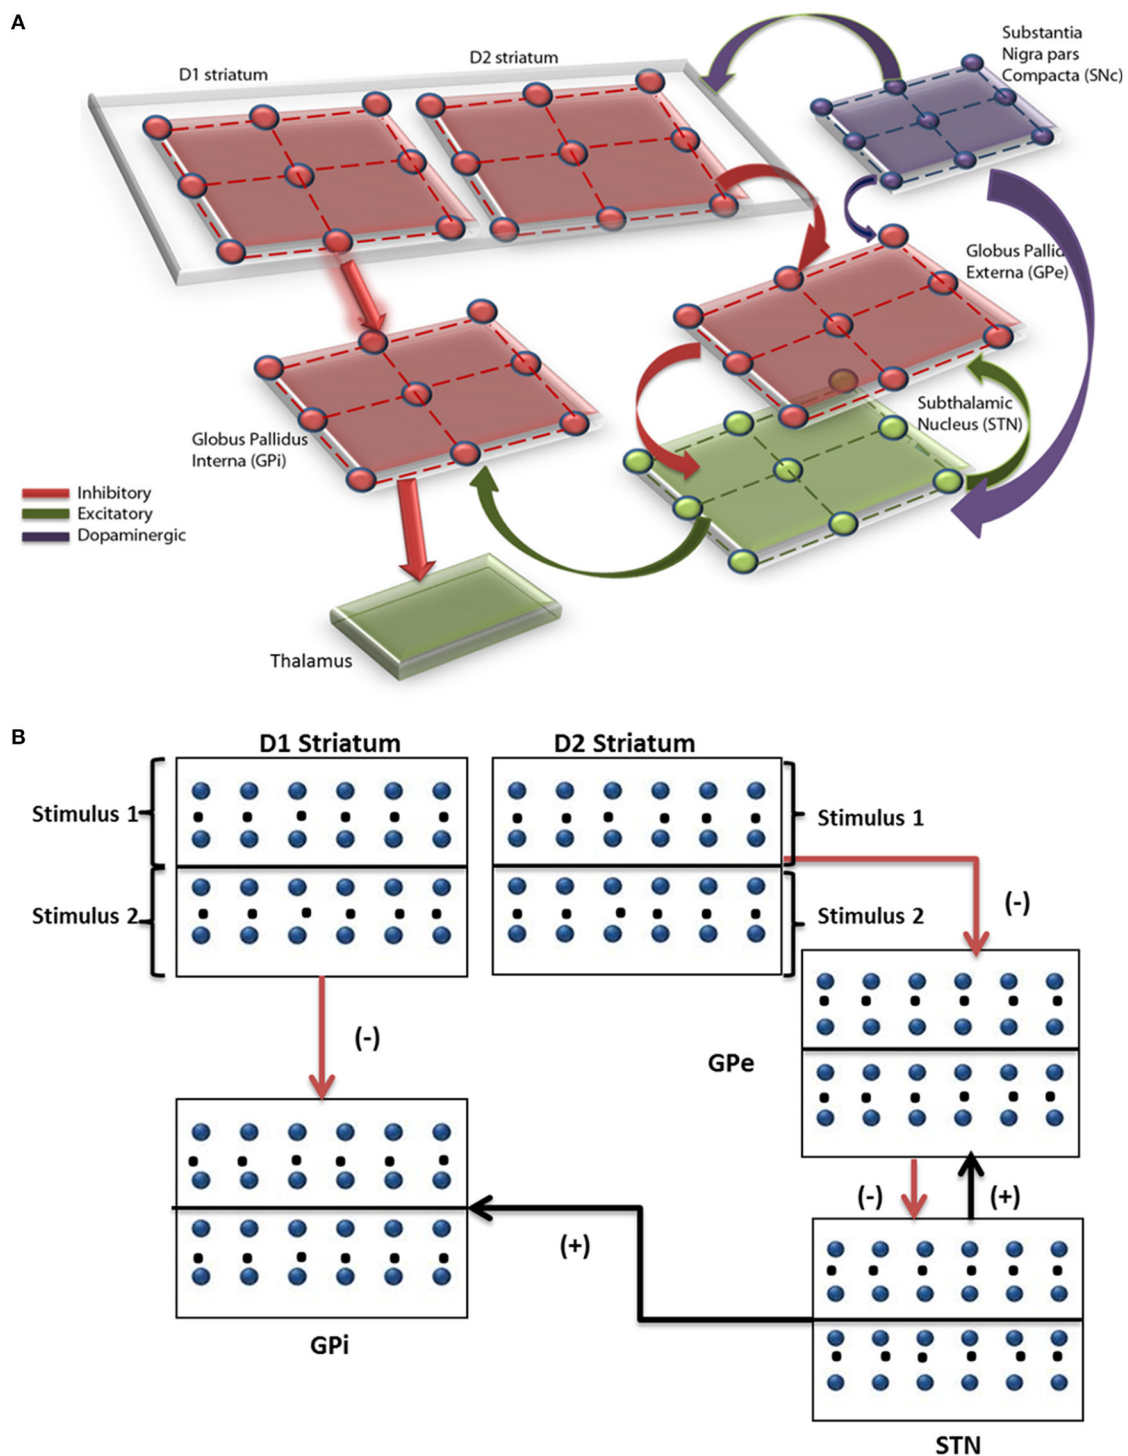 A
D1 striatum
D2 striatum
Substantia
Nigra pars
Compacta (SNc)
Globus Pallid
Externa (GPe)
Subthalamic
Nucleus (STN)
Globus Pallidus
Interna (GPi)
Inhibitory
Excitatory
Dopaminergic
Thalamus
B
D1 Striatum
D2 Striatum
Stimulus 1
Stimulus 1
Stimulus 2
Stimulus 2
(-)
(-)
GPe
(-)
(+)
(+)
GPi
STN